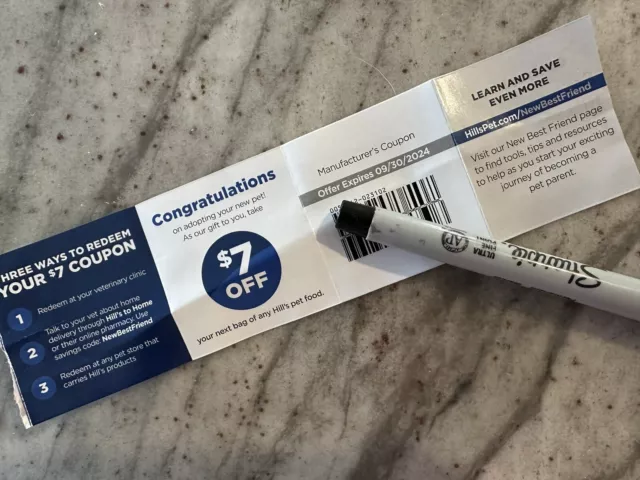 THREE WAYS TO REDEEM
YOUR $7 COUPON
1 Redeem at your veterinary clinic
2 Talk to your vet about home
delivery through Hill's to Home
or their online pharmacy. Use
savings code: NewBestFriend
3 Redeem at any pet store that
carries Hill's products
Congratulations
on adopting your new pet!
As our gift to you, take
$7
OFF
your next bag of any Hill's pet food.
Manufacturer's Coupon
Offer Expires 09/30/2024
2-023102
LEARN AND SAVE
EVEN MORE
HillsPet.com/NewBestFriend
Visit our New Best Friend page
to find tools, tips and resources
to help as you start your exciting
journey of becoming a
pet parent.
AP
ULTRA
FINE
Sharpie